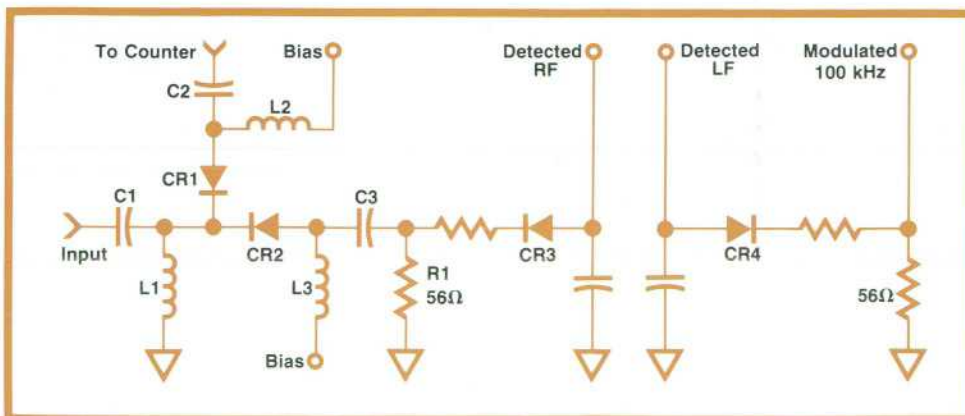 To Counter
Bias
Detected
RF
Detected
LF
Modulated
100 kHz
C2
L2
CR1
C1
C3
Input
CR2
CR3
CR4
L1
L3
R1
56Ω
56Ω
Bias